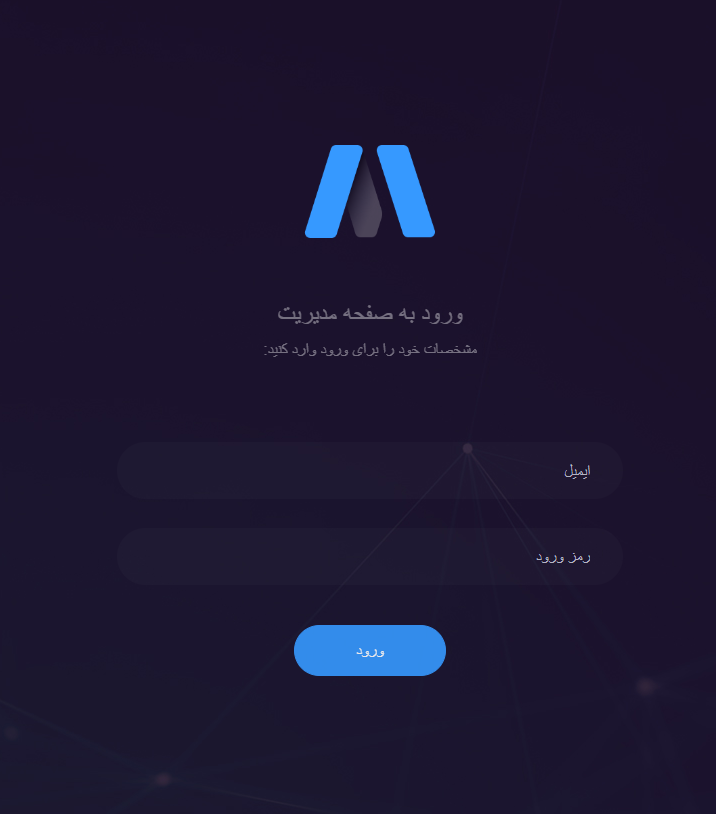 ورود به صفحه مدیریت
مشخصات خود را برای ورود وارد کنید:
ایمیل
رمز ورود
ورود